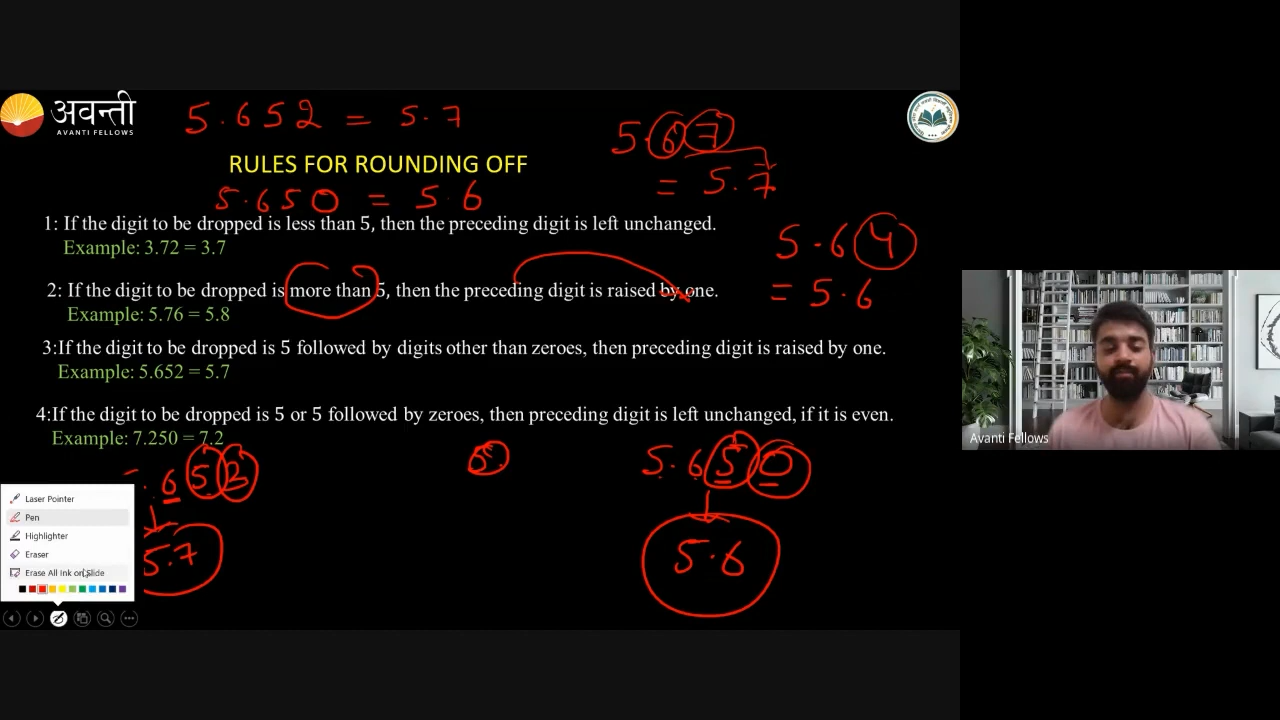 अवन्ती
AVANTI FELLOWS
5.652 = 5.7
5.67
= 5.7
RULES FOR ROUNDING OFF
5.650 = 5.6
1: If the digit to be dropped is less than 5, then the preceding digit is left unchanged.
Example: 3.72 = 3.7
5.64
= 5.6
2: If the digit to be dropped is more than 5, then the preceding digit is raised by one.
Example: 5.76 = 5.8
3:If the digit to be dropped is 5 followed by digits other than zeroes, then preceding digit is raised by one.
Example: 5.652 = 5.7
4:If the digit to be dropped is 5 or 5 followed by zeroes, then preceding digit is left unchanged, if it is even.
Example: 7.250 = 7.2
5.650
5.7
5.6
Laser Pointer
Pen
Highlighter
Eraser
Erase All Ink on Slide
Avanti Fellows